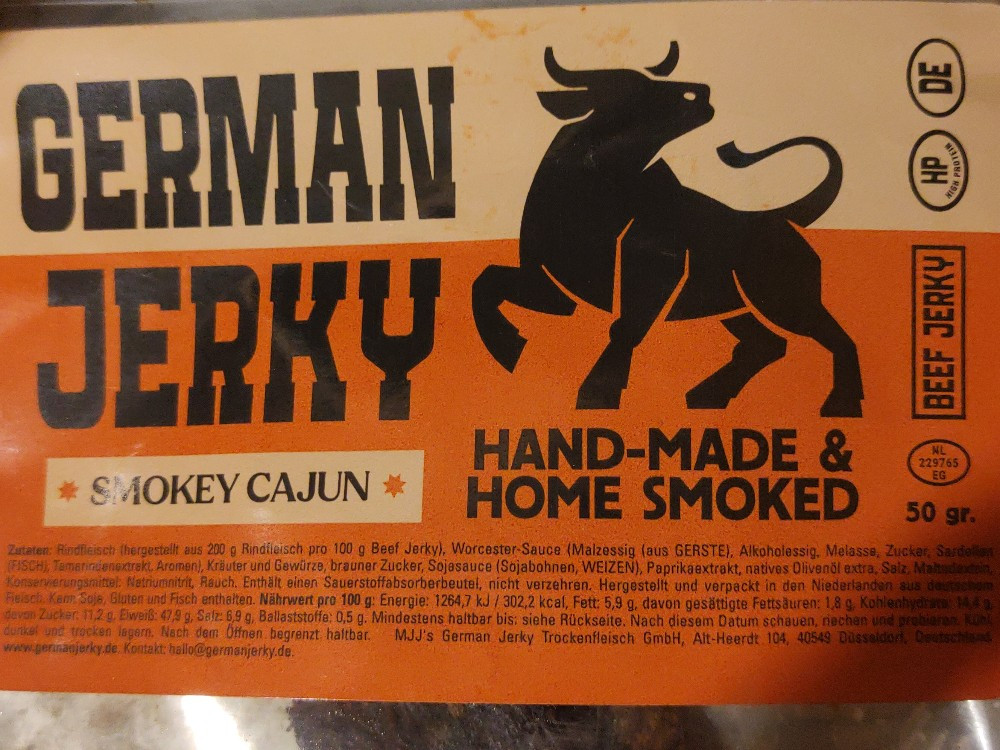 GERMAN
JERKY
SMOKEY CAJUN
HAND-MADE &
HOME SMOKED
DE
HP
HIGH PROTEIN
BEEF JERKY
NL
229765
EG
50 gr.
Zutaten: Rindfleisch (hergestellt aus 200 g Rindfleisch pro 100 g Beef Jerky), Worcester-Sauce (Malzessig (aus GERSTE), Alkoholessig, Melasse, Zucker, Sardellen
(FISCH), Tamarindenextrakt, Aromen), Kräuter und Gewürze, brauner Zucker, Sojasauce (Sojabohnen, WEIZEN), Paprikaextrakt, natives Olivenöl extra, Salz, Maltodextrin,
Konservierungsmittel: Natriumnitrit, Rauch. Enthält einen Sauerstoffabsorberbeutel, nicht verzehren. Hergestellt und verpackt in den Niederlanden aus deutschem
Fleisch. Kann Soja, Gluten und Fisch enthalten. Nährwert pro 100 g: Energie: 1264,7 kJ / 302,2 kcal, Fett: 5,9 g, davon gesättigte Fettsäuren: 1,8 g, Kohlenhydrate: 14,4 g,
davon Zucker: 11,2 g, Eiweiß: 47,9 g, Salz: 6,9 g, Ballaststoffe: 0,5 g. Mindestens haltbar bis: siehe Rückseite. Nach diesem Datum schauen, riechen und probieren. Kühl,
dunkel und trocken lagern. Nach dem Öffnen begrenzt haltbar. MJJ's German Jerky Trockenfleisch GmbH, Alt-Heerdt 104, 40549 Düsseldorf, Deutschland.
www.germanjerky.de. Kontakt: hallo@germanjerky.de.